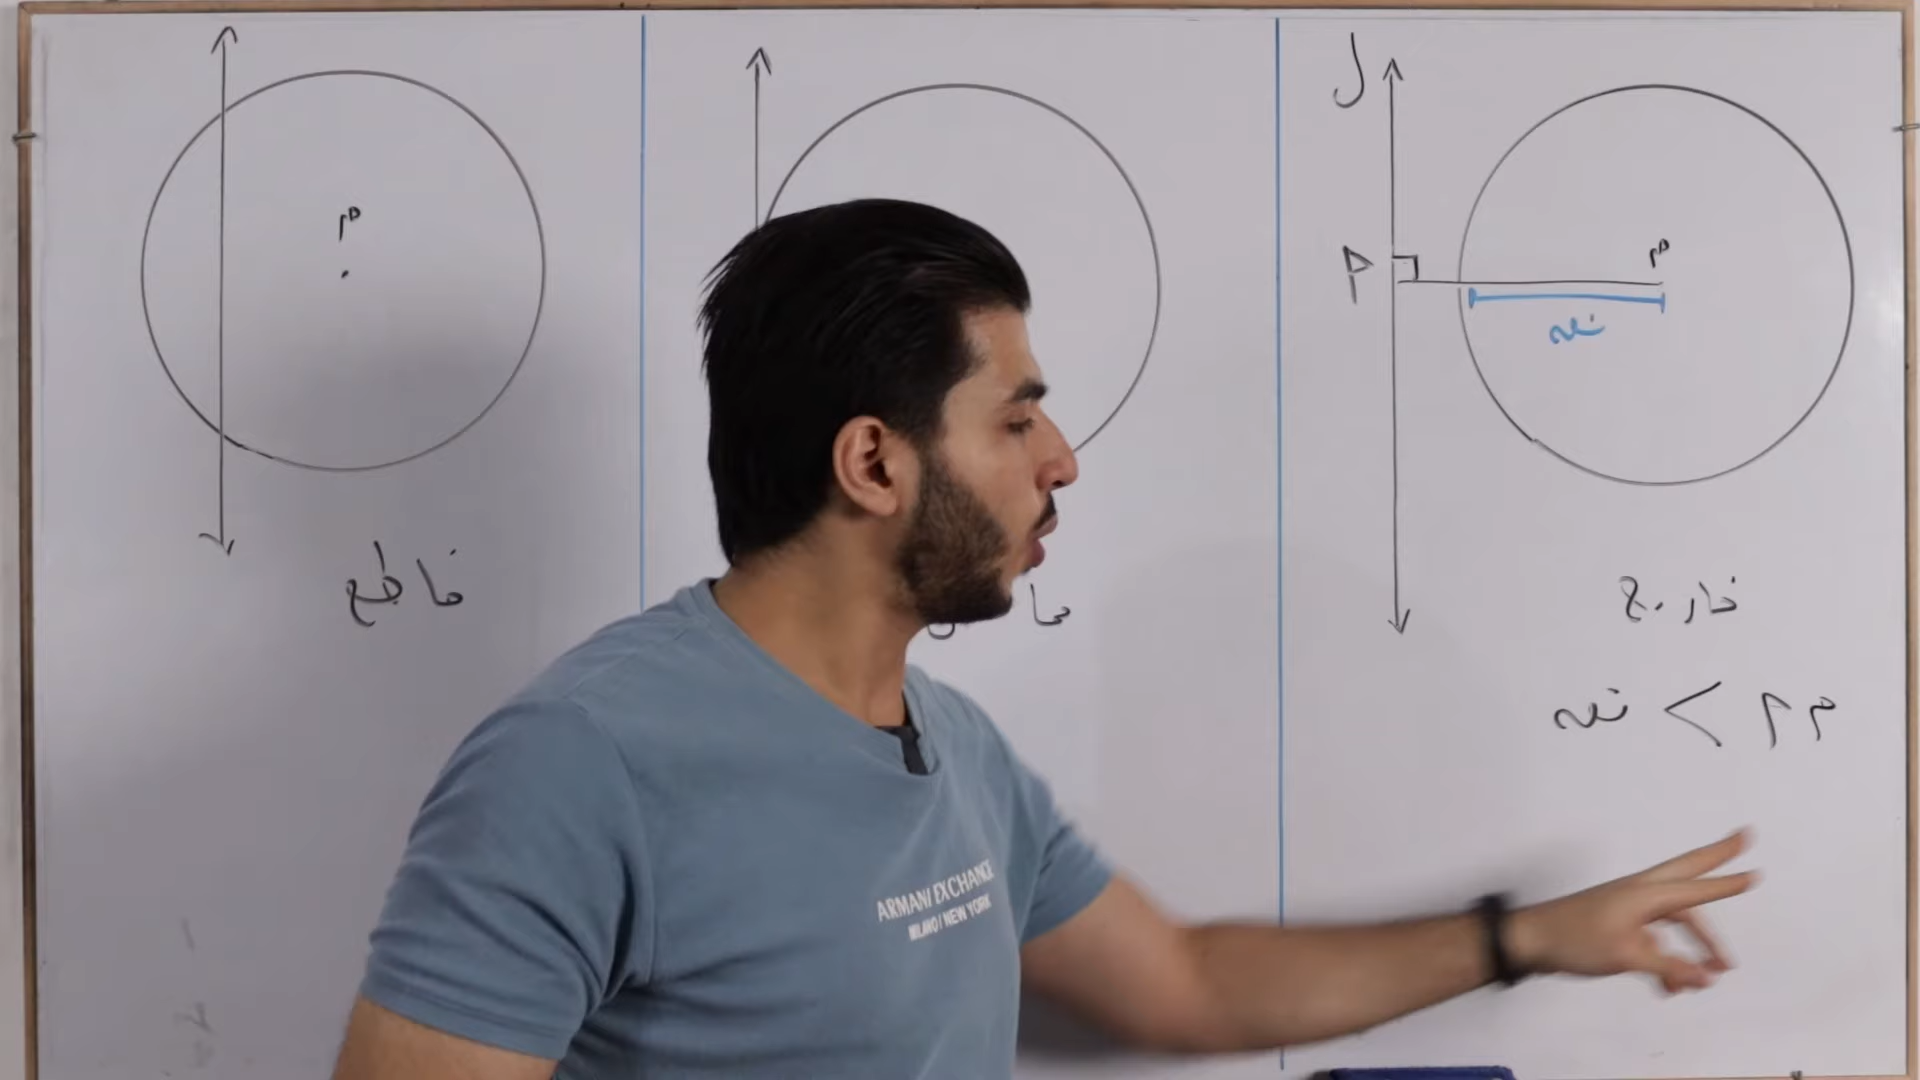 ل
م
أ
نق
خارج
م أ > نق
م
قاطع
ARMANI EXCHANGE
MILANO / NEW YORK